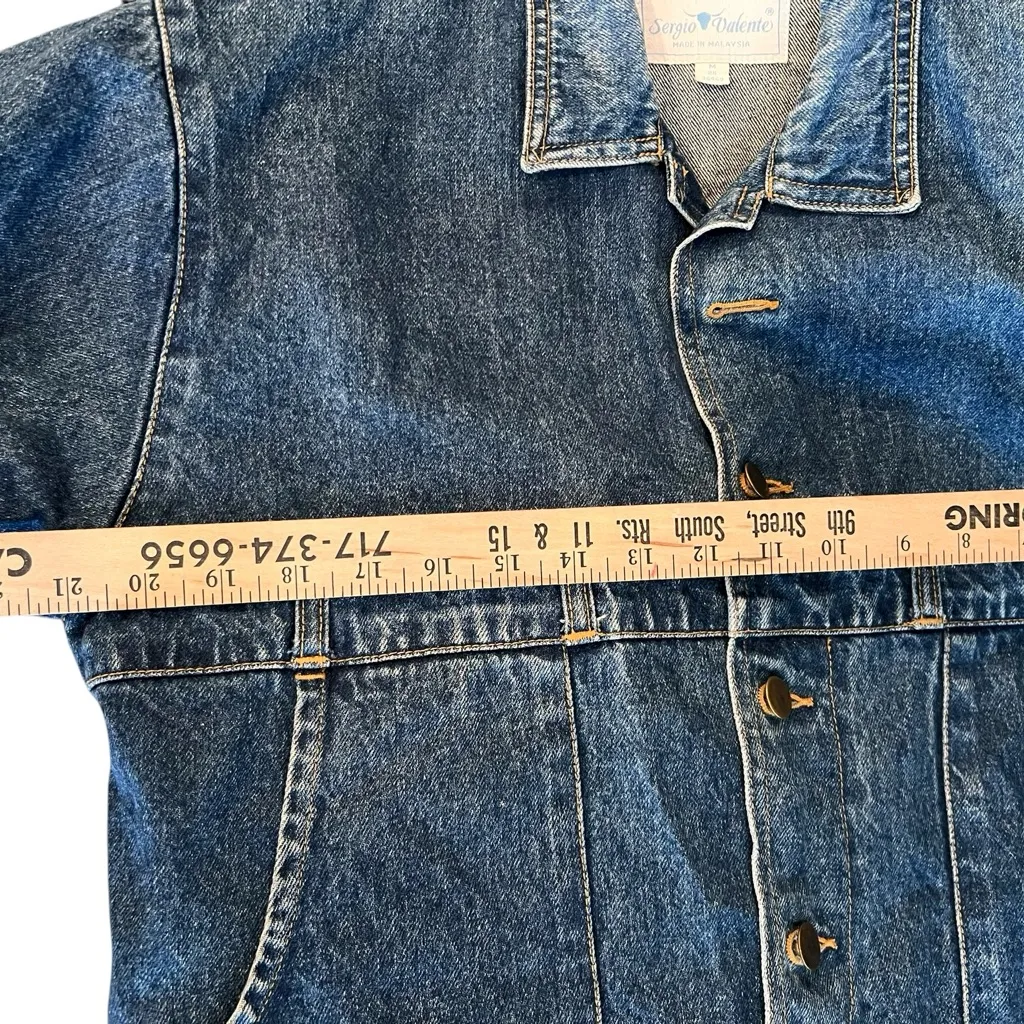 Sergio Valente®
MADE IN MALAYSIA
RING
9th Street, South Rts. 11 & 15
717-374-6656
CA
8 9 10 11 12 13 14 15 16 17 18 19 20 21